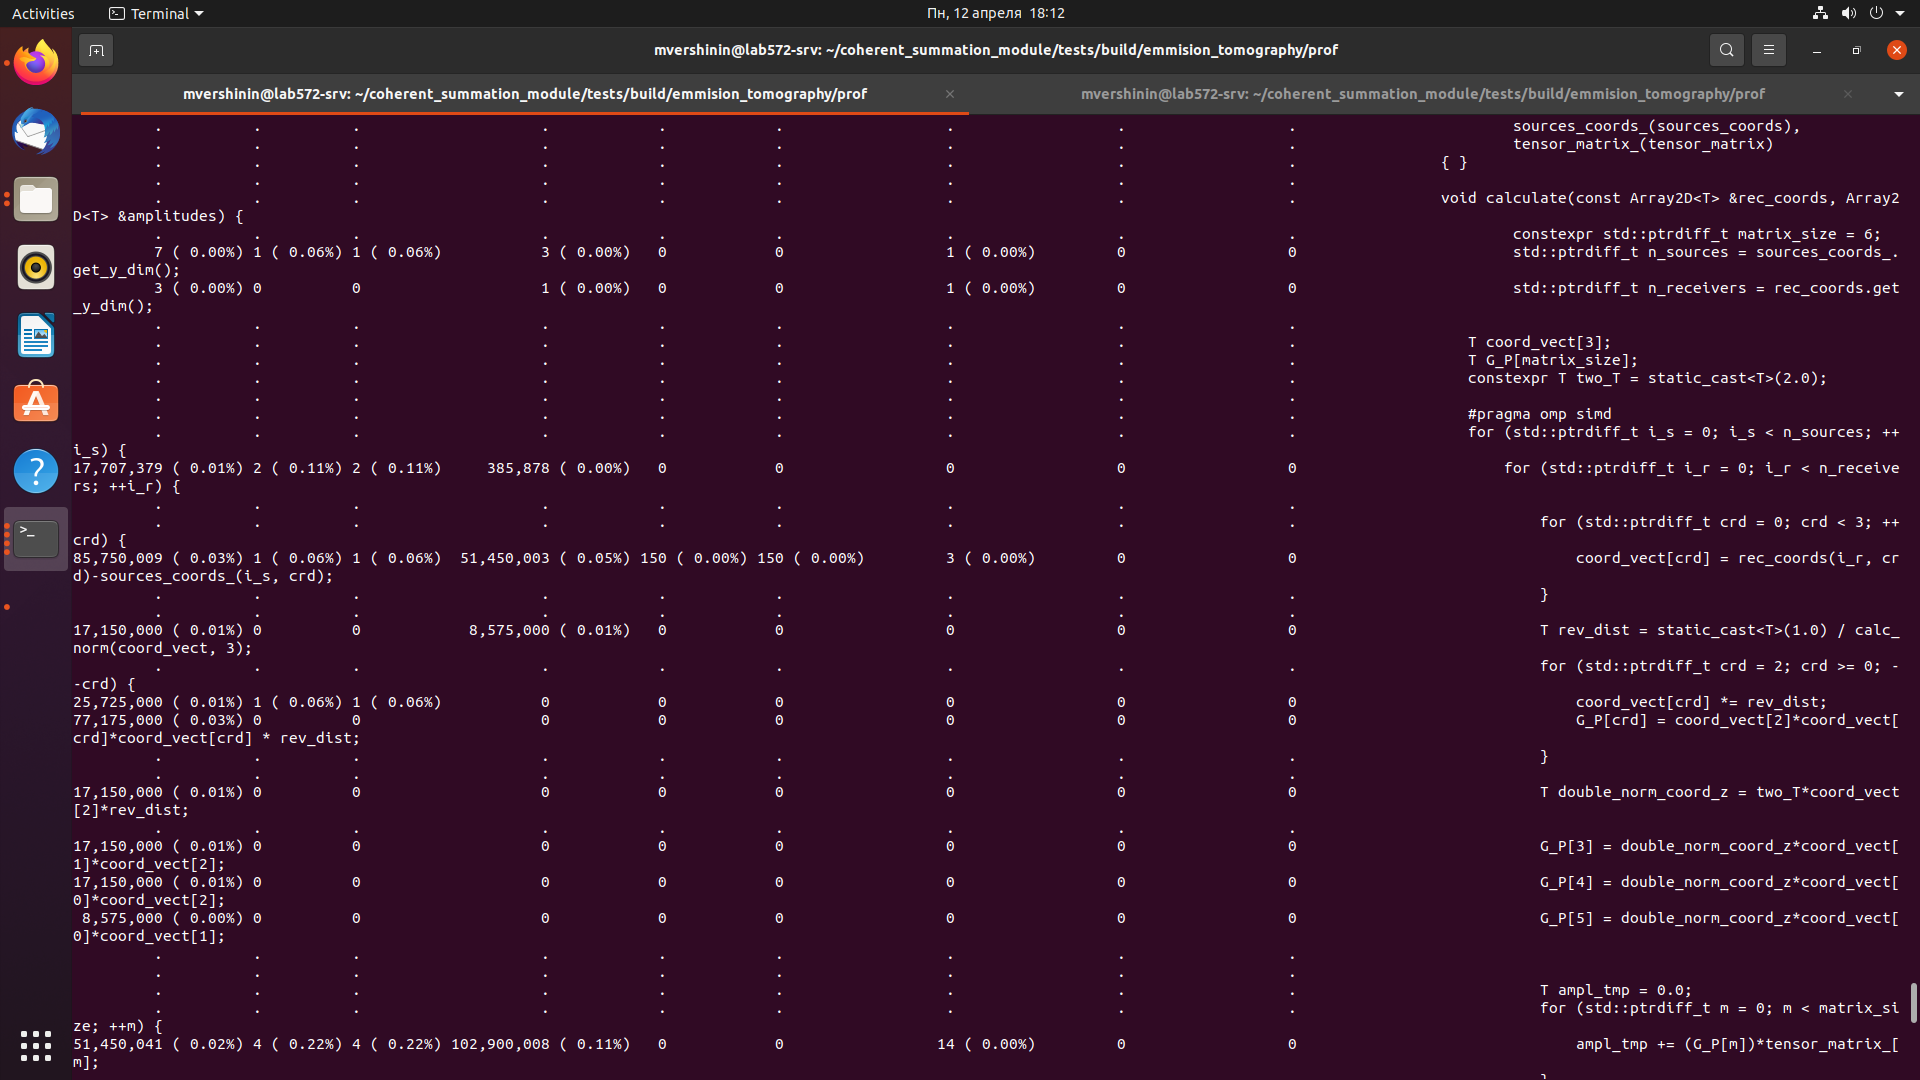 Activities
Terminal
Пн, 12 апреля 18:12
mvershinin@lab572-srv: ~/coherent_summation_module/tests/build/emmision_tomography/prof
mvershinin@lab572-srv: ~/coherent_summation_module/tests/build/emmision_tomography/prof
mvershinin@lab572-srv: ~/coherent_summation_module/tests/build/emmision_tomography/prof
. . . . . . . . . sources_coords_(sources_coords),
. . . . . . . . . tensor_matrix_(tensor_matrix)
. . . . . . . . . { }
. . . . . . . . .
. . . . . . . . . void calculate(const Array2D<T> &rec_coords, Array2
D<T> &amplitudes) {
. . . . . . . . . constexpr std::ptrdiff_t matrix_size = 6;
7 ( 0.00%) 1 ( 0.06%) 1 ( 0.06%) 3 ( 0.00%) 0 0 1 ( 0.00%) 0 0 std::ptrdiff_t n_sources = sources_coords_.
get_y_dim();
3 ( 0.00%) 0 0 1 ( 0.00%) 0 0 1 ( 0.00%) 0 0 std::ptrdiff_t n_receivers = rec_coords.get
_y_dim();
. . . . . . . . .
. . . . . . . . . T coord_vect[3];
. . . . . . . . . T G_P[matrix_size];
. . . . . . . . . constexpr T two_T = static_cast<T>(2.0);
. . . . . . . . .
. . . . . . . . . #pragma omp simd
. . . . . . . . . for (std::ptrdiff_t i_s = 0; i_s < n_sources; ++
i_s) {
17,707,379 ( 0.01%) 2 ( 0.11%) 2 ( 0.11%) 385,878 ( 0.00%) 0 0 0 0 0 for (std::ptrdiff_t i_r = 0; i_r < n_receive
rs; ++i_r) {
. . . . . . . . .
. . . . . . . . . for (std::ptrdiff_t crd = 0; crd < 3; ++
crd) {
85,750,009 ( 0.03%) 1 ( 0.06%) 1 ( 0.06%) 51,450,003 ( 0.05%) 150 ( 0.00%) 150 ( 0.00%) 3 ( 0.00%) 0 0 coord_vect[crd] = rec_coords(i_r, cr
d)-sources_coords_(i_s, crd);
. . . . . . . . . }
. . . . . . . . .
17,150,000 ( 0.01%) 0 0 8,575,000 ( 0.01%) 0 0 0 0 0 T rev_dist = static_cast<T>(1.0) / calc_
norm(coord_vect, 3);
. . . . . . . . . for (std::ptrdiff_t crd = 2; crd >= 0; -
-crd) {
25,725,000 ( 0.01%) 1 ( 0.06%) 1 ( 0.06%) 0 0 0 0 0 0 coord_vect[crd] *= rev_dist;
77,175,000 ( 0.03%) 0 0 0 0 0 0 0 0 G_P[crd] = coord_vect[2]*coord_vect[
crd]*coord_vect[crd] * rev_dist;
. . . . . . . . . }
. . . . . . . . .
17,150,000 ( 0.01%) 0 0 0 0 0 0 0 0 T double_norm_coord_z = two_T*coord_vect
[2]*rev_dist;
. . . . . . . . .
17,150,000 ( 0.01%) 0 0 0 0 0 0 0 0 G_P[3] = double_norm_coord_z*coord_vect[
1]*coord_vect[2];
17,150,000 ( 0.01%) 0 0 0 0 0 0 0 0 G_P[4] = double_norm_coord_z*coord_vect[
0]*coord_vect[2];
8,575,000 ( 0.00%) 0 0 0 0 0 0 0 0 G_P[5] = double_norm_coord_z*coord_vect[
0]*coord_vect[1];
. . . . . . . . .
. . . . . . . . .
. . . . . . . . . T ampl_tmp = 0.0;
. . . . . . . . . for (std::ptrdiff_t m = 0; m < matrix_si
ze; ++m) {
51,450,041 ( 0.02%) 4 ( 0.22%) 4 ( 0.22%) 102,900,008 ( 0.11%) 0 0 14 ( 0.00%) 0 0 ampl_tmp += (G_P[m])*tensor_matrix_[
m];